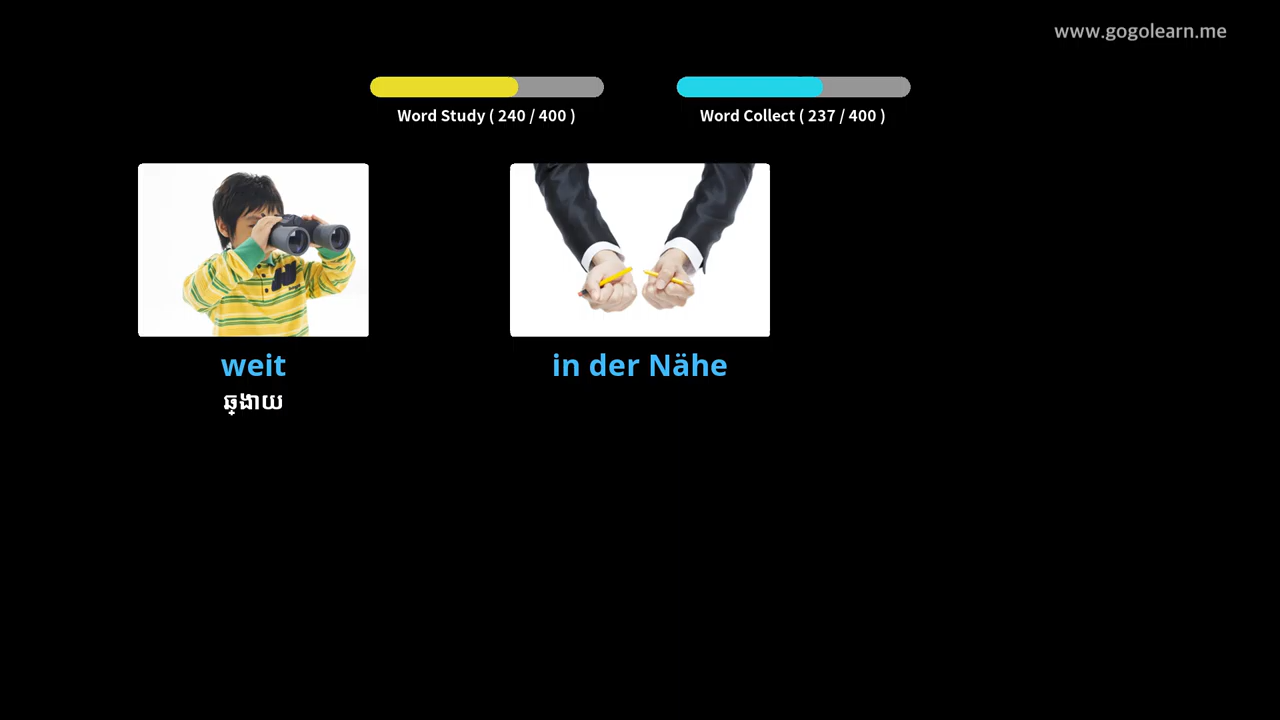 www.gogolearn.me
Word Study ( 240 / 400 )
Word Collect ( 237 / 400 )
weit
in der Nähe
ឆ្ងាយ